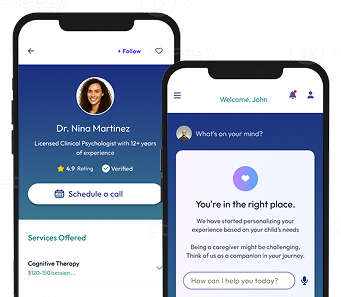 + Follow
Dr. Nina Martinez
Licensed Clinical Psychologist with 12+ years
of experience
4.9 Rating
Verified
Schedule a call
Services Offered
Cognitive Therapy
$120-150/session...
Welcome, John
What's on your mind?
You're in the right place.
We have started personalizing your
experience based on your child's needs
Being a caregiver might be challenging,
Think of us as a companion in your journey.
How can I help you today?